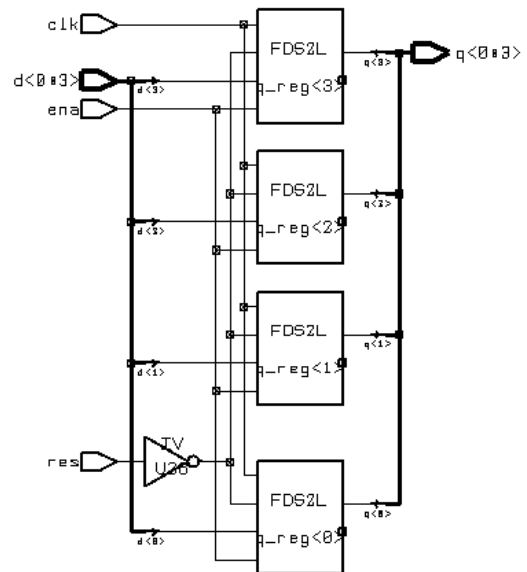 clk
FDS2L
d<0:3>
d<3>
q_reg<3>
q<3>
q<0:3>
ena
FDS2L
d<2>
q_reg<2>
q<2>
FDS2L
d<1>
q_reg<1>
q<1>
IV
res
U36
FDS2L
d<0>
q_reg<0>
q<0>